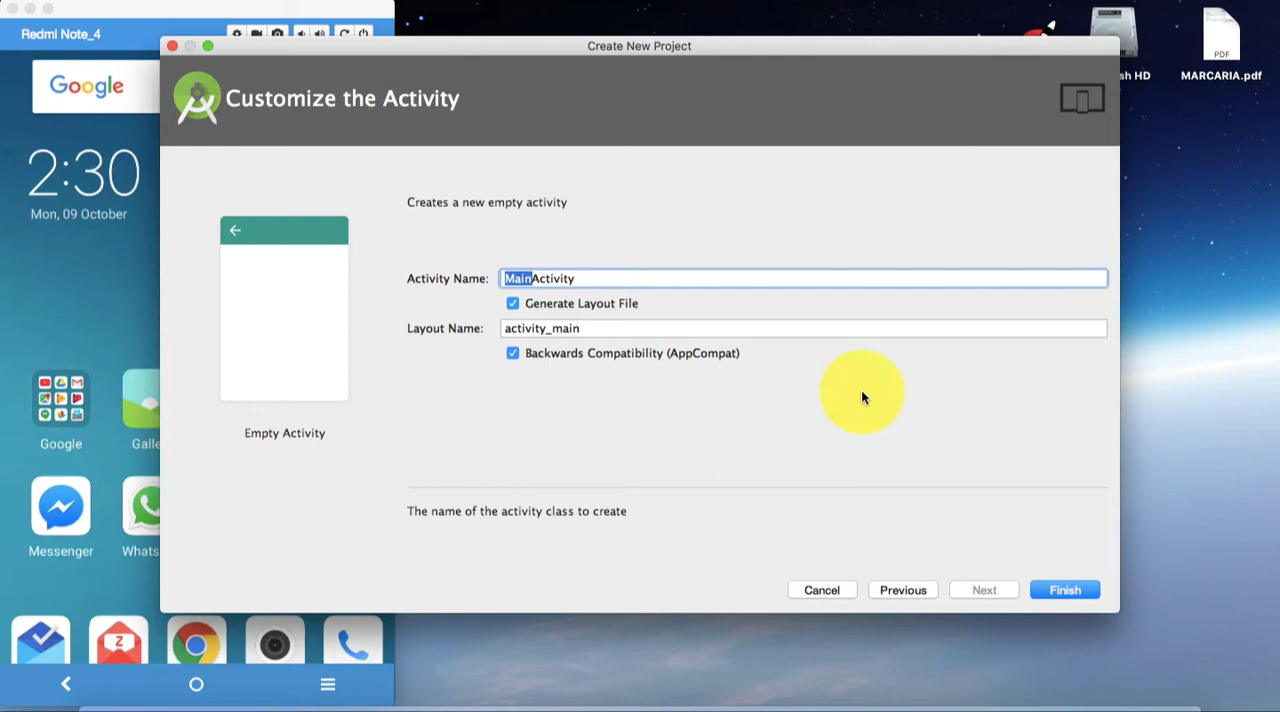 Redmi Note_4
Create New Project
sh HD
PDF
MARCARIA.pdf
Google
Customize the Activity
2:30
Mon, 09 October
Creates a new empty activity
Activity Name: MainActivity
Generate Layout File
Layout Name: activity_main
Backwards Compatibility (AppCompat)
Empty Activity
Google
Galle
Messenger
Whats
The name of the activity class to create
Cancel
Previous
Next
Finish
Z